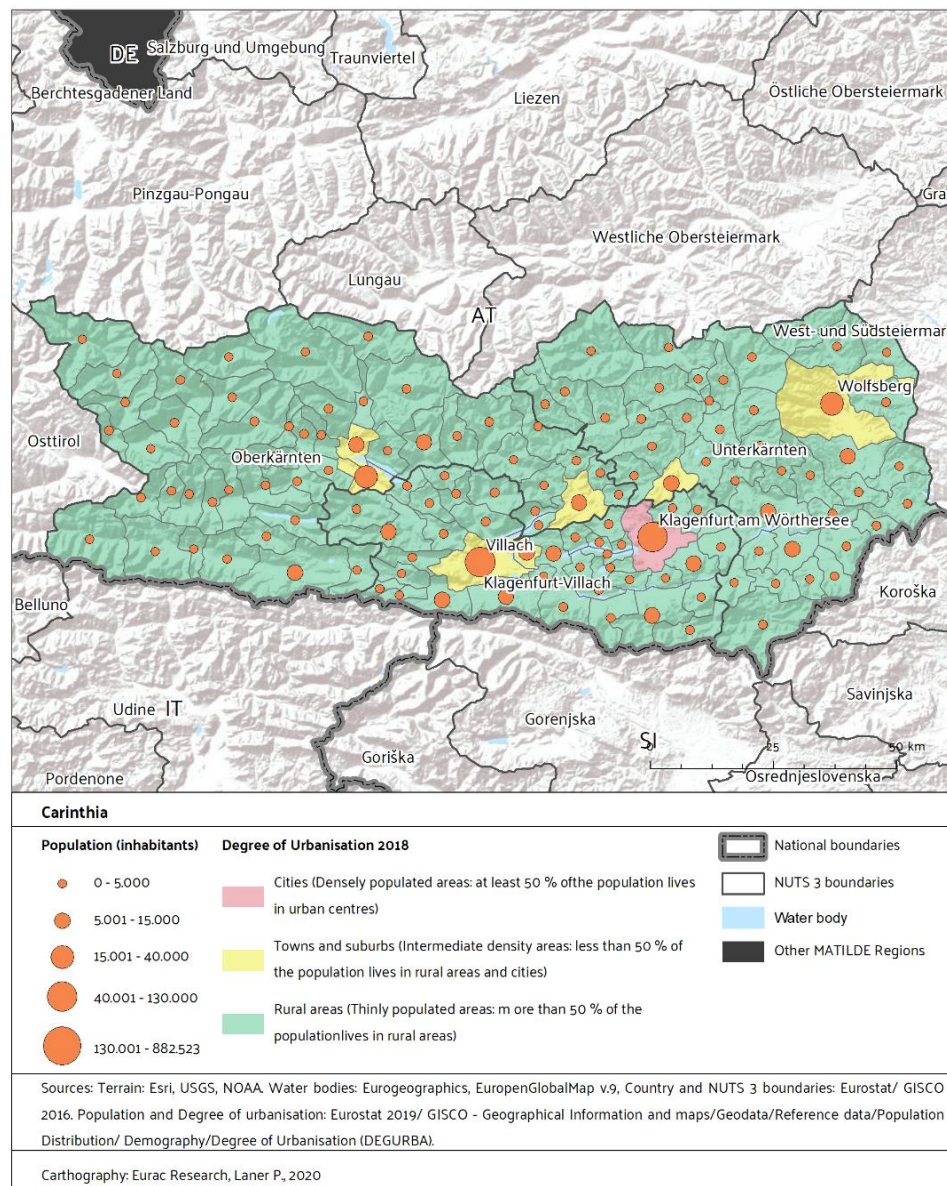 DE
Salzburg und Umgebung
Traunviertel
Berchtesgadener Land
Liezen
Östliche Obersteiermark
Pinzgau-Pongau
/Gra
Westliche Obersteiermark
Lungau
AT
West- und Südsteiermar
Wolfsberg
Osttirol
Oberkärnten
Unterkärnten
Klagenfurt am Wörthersee
Villach
Klagenfurt-Villach
Belluno
Koroška
Savinjska
Udine IT
Gorenjska
SI
Goriška
0 25 50 km
Pordenone
Osrednjeslovenska
Carinthia
Population (inhabitants)
0 - 5.000
5.001 - 15.000
15.001 - 40.000
40.001 - 130.000
130.001 - 882.523
Degree of Urbanisation 2018
Cities (Densely populated areas: at least 50 % ofthe population lives
in urban centres)
Towns and suburbs (Intermediate density areas: less than 50 % of
the population lives in rural areas and cities)
Rural areas (Thinly populated areas: m ore than 50 % of the
populationlives in rural areas)
National boundaries
NUTS 3 boundaries
Water body
Other MATILDE Regions
Sources: Terrain: Esri, USGS, NOAA. Water bodies: Eurogeographics, EuropenGlobalMap v.9, Country and NUTS 3 boundaries: Eurostat/ GISCO
2016. Population and Degree of urbanisation: Eurostat 2019/ GISCO - Geographical Information and maps/Geodata/Reference data/Population
Distribution/ Demography/Degree of Urbanisation (DEGURBA).
Carthography: Eurac Research, Laner P., 2020